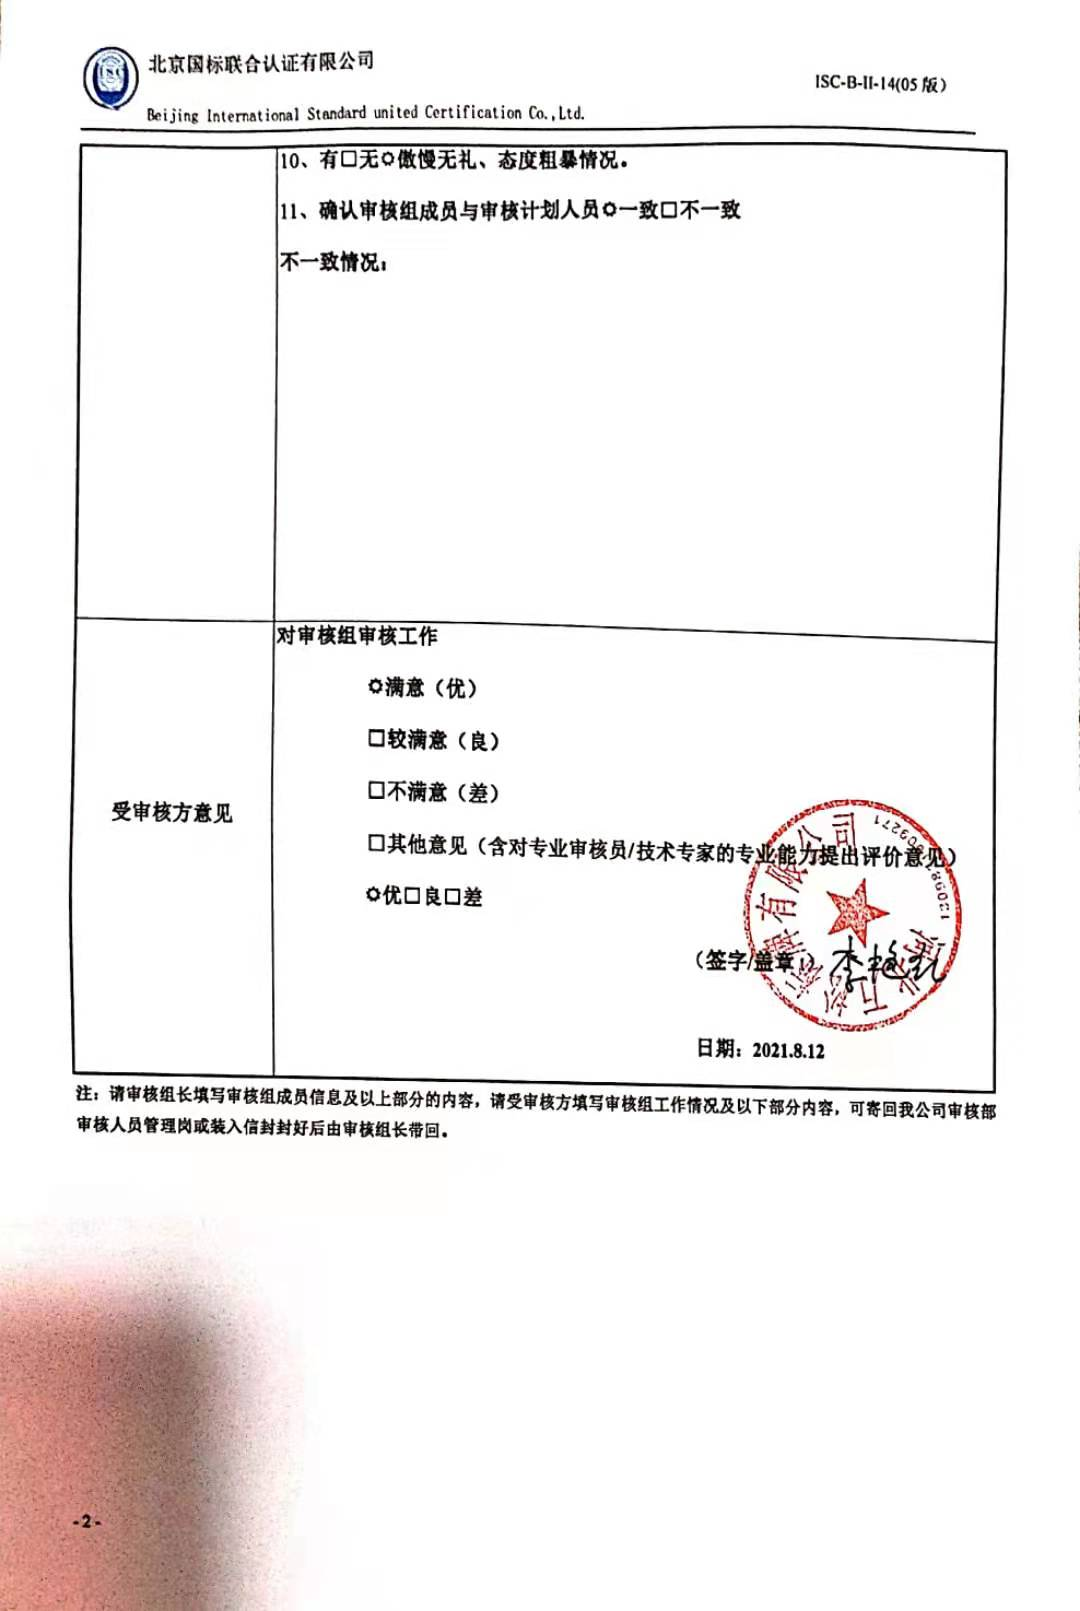 北京国标联合认证有限公司
ISC-B-II-14(05 版)
Beijing International Standard united Certification Co.,Ltd.
10、有□无✡傲慢无礼、态度粗暴情况。
11、确认审核组成员与审核计划人员✡一致□不一致
不一致情况：
对审核组审核工作
✡满意（优）
□较满意（良）
□不满意（差）
受审核方意见
□其他意见（含对专业审核员/技术专家的专业能力提出评价意见）
✡优□良□差
（签字/盖章）
有限公司
日期：2021.8.12
注：请审核组长填写审核组成员信息及以上部分的内容，请受审核方填写审核组工作情况及以下部分内容，可寄回我公司审核部
审核人员管理岗或装入信封封好后由审核组长带回。
-2-